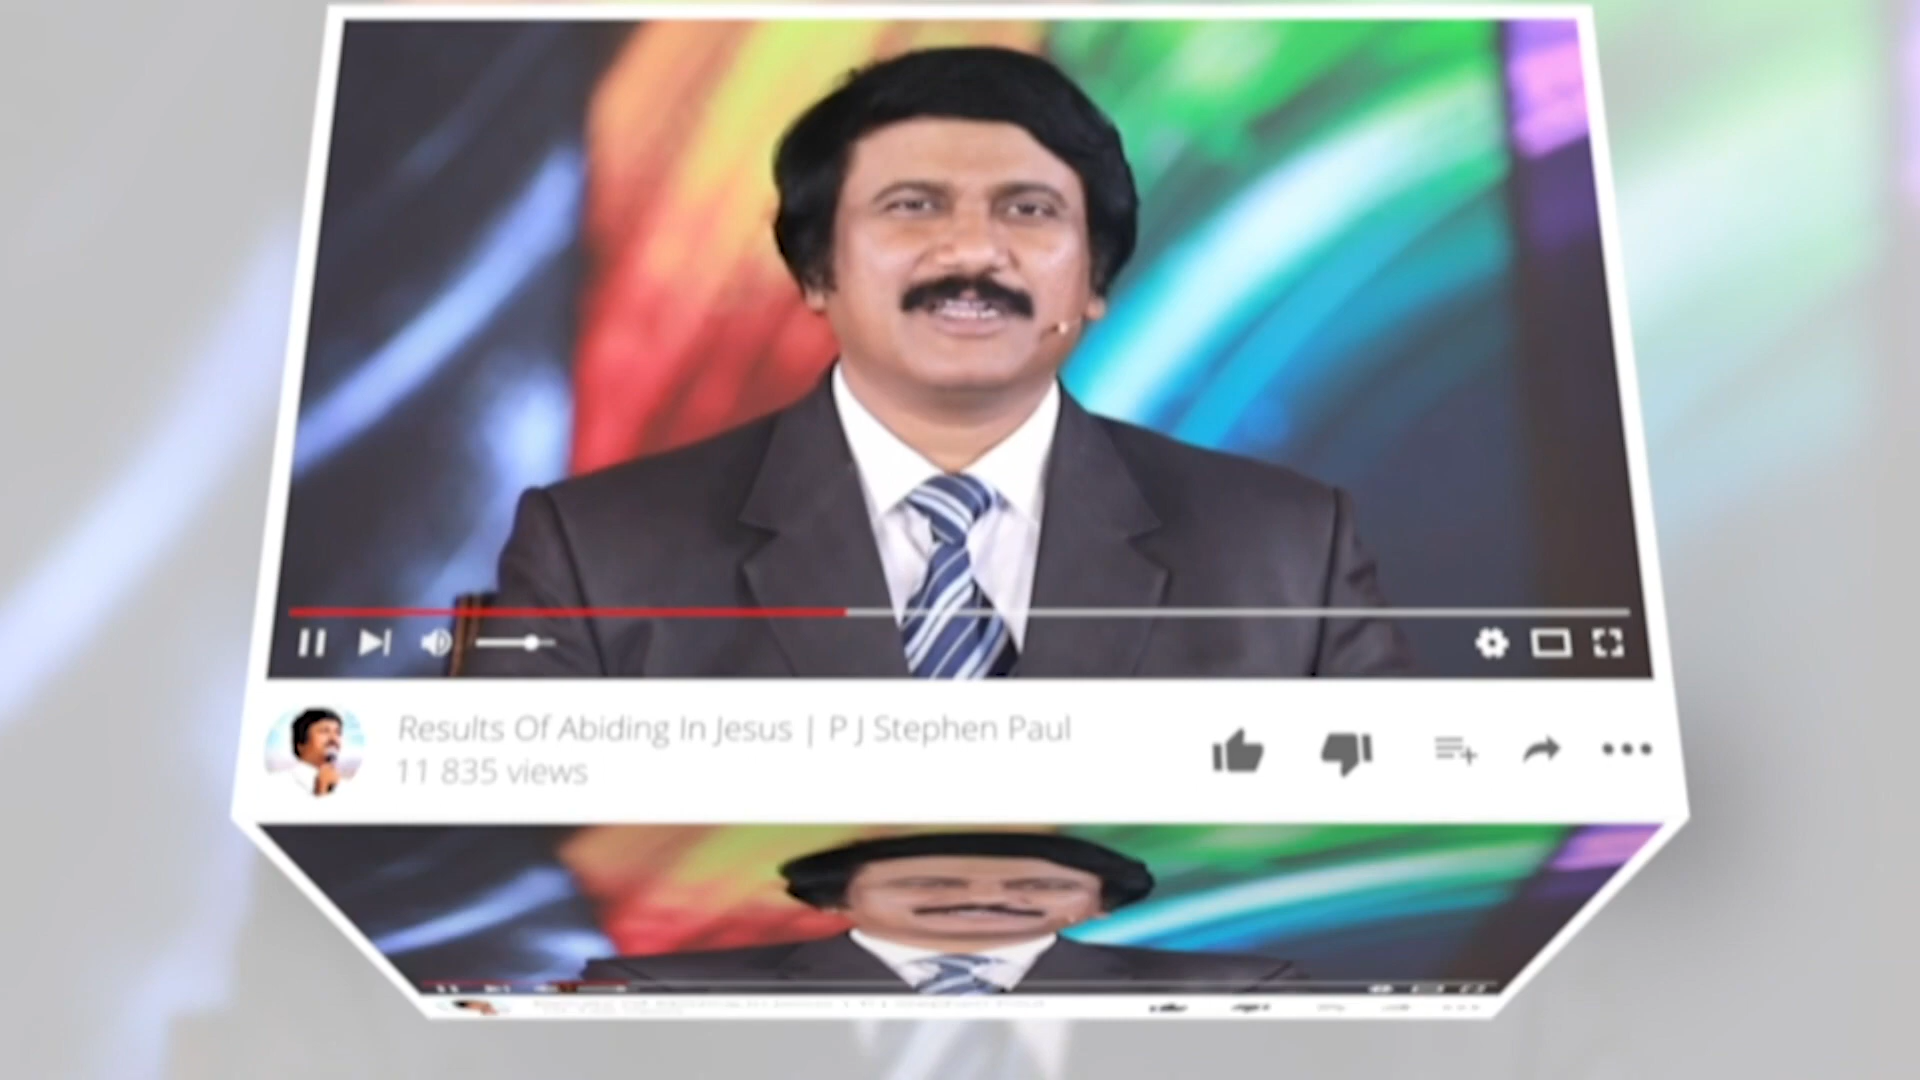 Results Of Abiding In Jesus | P J Stephen Paul
11 835 views